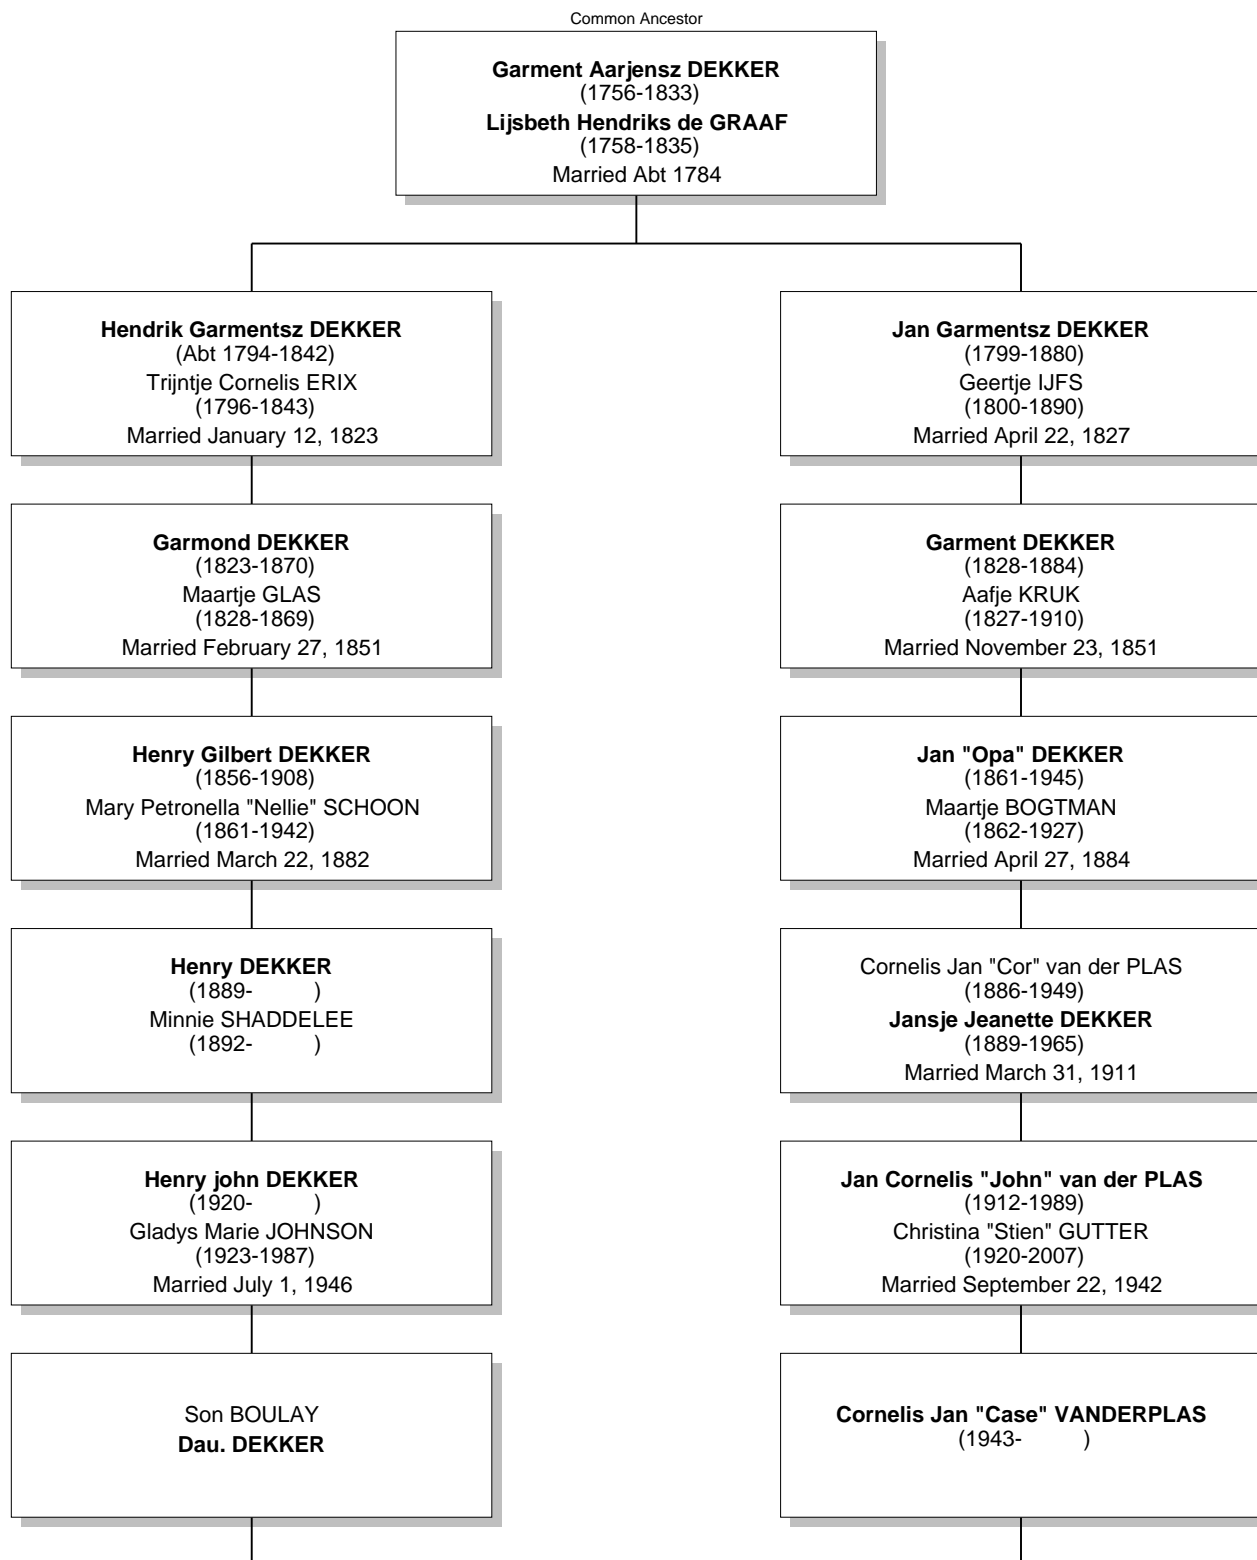 Common Ancestor
Garment Aarjensz DEKKER
(1756-1833)
Lijsbeth Hendriks de GRAAF
(1758-1835)
Married Abt 1784
Hendrik Garmentsz DEKKER
(Abt 1794-1842)
Trijntje Cornelis ERIX
(1796-1843)
Married January 12, 1823
Jan Garmentsz DEKKER
(1799-1880)
Geertje IJFS
(1800-1890)
Married April 22, 1827
Garmond DEKKER
(1823-1870)
Maartje GLAS
(1828-1869)
Married February 27, 1851
Garment DEKKER
(1828-1884)
Aafje KRUK
(1827-1910)
Married November 23, 1851
Henry Gilbert DEKKER
(1856-1908)
Mary Petronella "Nellie" SCHOON
(1861-1942)
Married March 22, 1882
Jan "Opa" DEKKER
(1861-1945)
Maartje BOGTMAN
(1862-1927)
Married April 27, 1884
Henry DEKKER
(1889- )
Minnie SHADDELEE
(1892- )
Cornelis Jan "Cor" van der PLAS
(1886-1949)
Jansje Jeanette DEKKER
(1889-1965)
Married March 31, 1911
Henry john DEKKER
(1920- )
Gladys Marie JOHNSON
(1923-1987)
Married July 1, 1946
Jan Cornelis "John" van der PLAS
(1912-1989)
Christina "Stien" GUTTER
(1920-2007)
Married September 22, 1942
Son BOULAY
Dau. DEKKER
Cornelis Jan "Case" VANDERPLAS
(1943- )